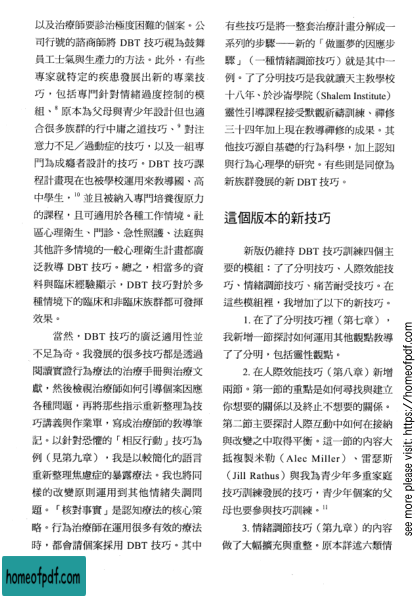 以及治療師要診治極度困難的個案。公
司行號的諮商師將 DBT 技巧視為鼓舞
員工士氣與生產力的方法。此外,有些
專家就特定的疾患發展出新的專業技
巧,包括專門針對情緒過度控制的模
組、⁸ 原本為父母與青少年設計但也適
合很多族群的行中庸之道技巧、⁹ 對注
意力不足/過動症的技巧,以及一組專
門為成癮者設計的技巧。DBT 技巧課
程計畫現在也被學校運用來教導國、高
中學生,¹⁰ 並且被納入專門培養復原力
的課程,且可適用於各種工作情境。社
區心理衛生、門診、急性照護、法庭與
其他許多情境的一般心理衛生計畫都廣
泛教導 DBT 技巧。總之,相當多的資
料與臨床經驗顯示,DBT 技巧對於多
種情境下的臨床和非臨床族群都可發揮
效果。
當然,DBT 技巧的廣泛適用性並
不足為奇。我發展的很多技巧都是透過
閱讀實證行為療法的治療手冊與治療文
獻,然後檢視治療師如何引導個案因應
各種問題,再將那些指示重新整理為技
巧講義與作業單,寫成治療師的教導筆
記。以針對恐懼的「相反行動」技巧為
例(見第九章),我是以較簡化的語言
重新整理焦慮症的暴露療法。我也將同
樣的改變原則運用到其他情緒失調問
題。「核對事實」是認知療法的核心策
略。行為治療師在運用很多有效的療法
時,都會請個案採用 DBT 技巧。其中
有些技巧是將一整套治療計畫分解成一
系列的步驟——新的「做噩夢的因應步
驟」(一種情緒調節技巧)就是其中一
例。了了分明技巧是我就讀天主教學校
十八年、於沙崙學院(Shalem Institute)
靈性引導課程接受默觀祈禱訓練、禪修
三十四年加上現在教導禪修的成果。其
他技巧源自基礎的行為科學,加上認知
與行為心理學的研究。有些則是同僚為
新族群發展的新 DBT 技巧。
這個版本的新技巧
新版仍維持 DBT 技巧訓練四個主
要的模組:了了分明技巧、人際效能技
巧、情緒調節技巧、痛苦耐受技巧。在
這些模組裡,我增加了以下的新技巧。
1. 在了了分明技巧裡(第七章),
我新增一節探討如何運用其他觀點教導
了了分明,包括靈性觀點。
2. 在人際效能技巧(第八章)新增
兩節。第一節的重點是如何尋找與建立
你想要的關係以及終止不想要的關係。
第二節主要探討人際互動中如何在接納
與改變之中取得平衡。這一節的內容大
抵複製米勒(Alec Miller)、雷瑟斯
(Jill Rathus)與我為青少年多重家庭
技巧訓練發展的技巧,青少年個案的父
母也要參與技巧訓練。¹¹
3. 情緒調節技巧(第九章)的內容
做了大幅擴充與重整。原本詳述六類情
see more please visit: https://homeofpdf.com
homeofpdf.com